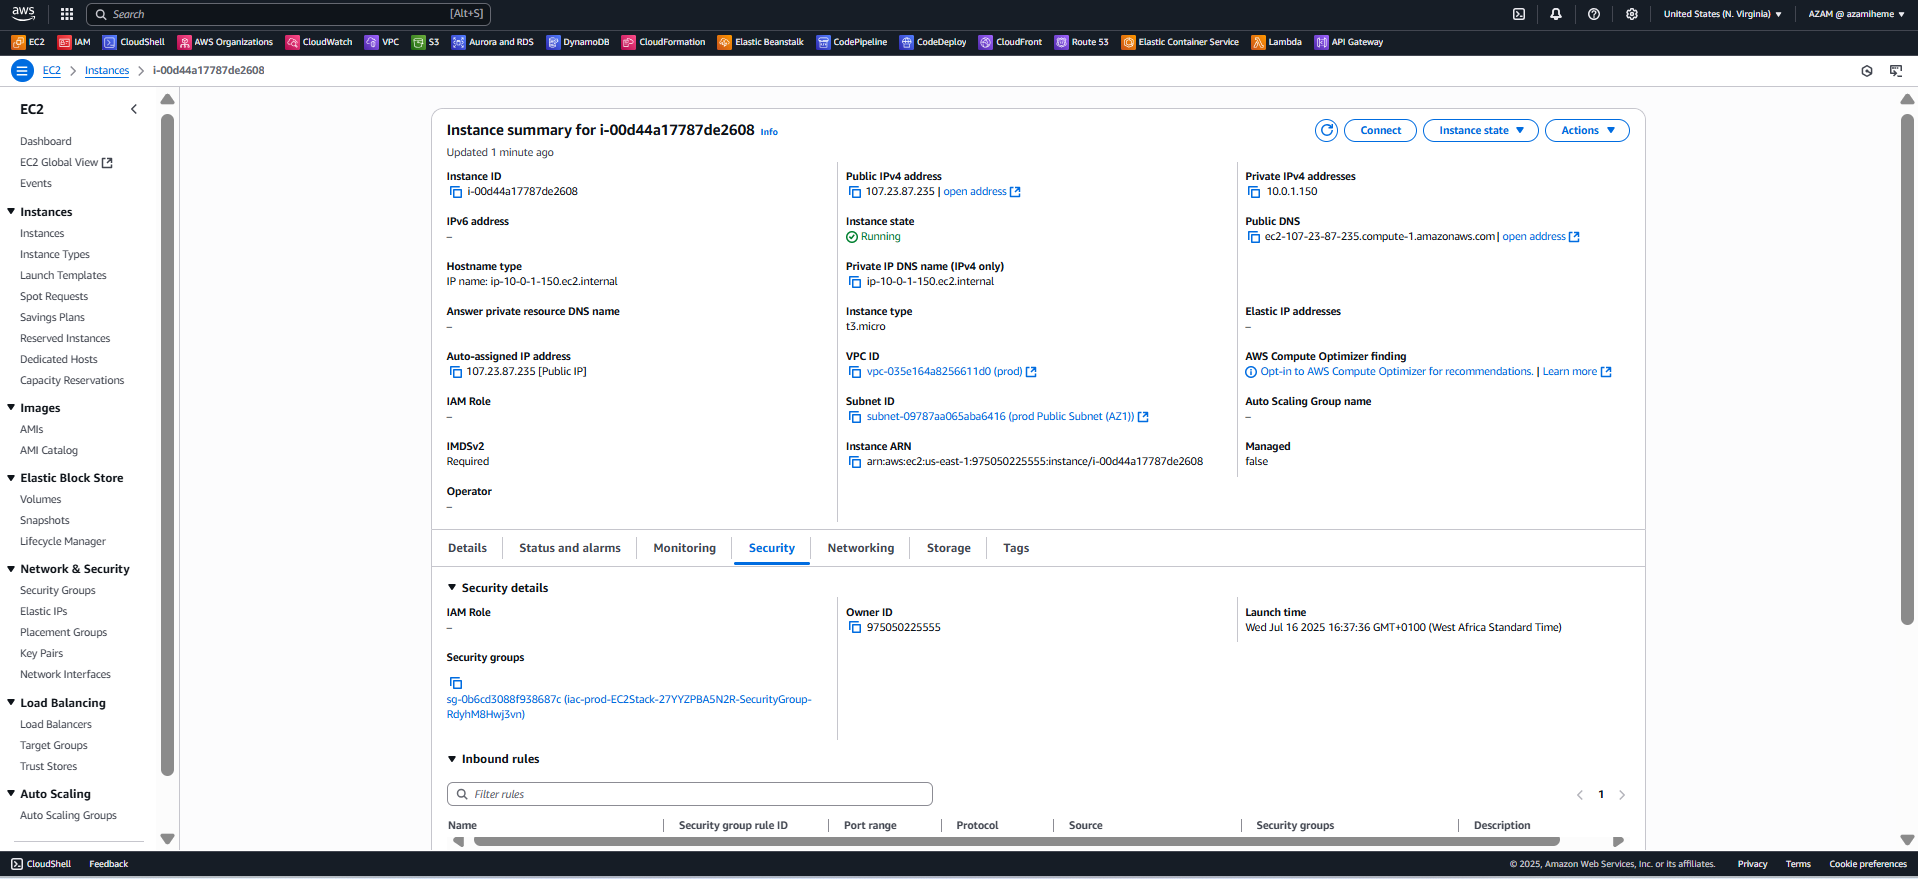 aws
Search [Alt+S]
United States (N. Virginia) AZAM @ azamiheme
EC2 IAM CloudShell AWS Organizations CloudWatch VPC S3 Aurora and RDS DynamoDB CloudFormation Elastic Beanstalk CodePipeline CodeDeploy CloudFront Route 53 Elastic Container Service Lambda API Gateway
EC2 > Instances > i-00d44a17787de2608
EC2
Dashboard
EC2 Global View
Events
Instances
Instances
Instance Types
Launch Templates
Spot Requests
Savings Plans
Reserved Instances
Dedicated Hosts
Capacity Reservations
Images
AMIs
AMI Catalog
Elastic Block Store
Volumes
Snapshots
Lifecycle Manager
Network & Security
Security Groups
Elastic IPs
Placement Groups
Key Pairs
Network Interfaces
Load Balancing
Load Balancers
Target Groups
Trust Stores
Auto Scaling
Auto Scaling Groups
Instance summary for i-00d44a17787de2608 Info
Connect Instance state Actions
Updated 1 minute ago
Instance ID
i-00d44a17787de2608
IPv6 address
–
Hostname type
IP name: ip-10-0-1-150.ec2.internal
Answer private resource DNS name
–
Auto-assigned IP address
107.23.87.235 [Public IP]
IAM Role
–
IMDSv2
Required
Operator
–
Public IPv4 address
107.23.87.235 | open address
Instance state
Running
Private IP DNS name (IPv4 only)
ip-10-0-1-150.ec2.internal
Instance type
t3.micro
VPC ID
vpc-035e164a8256611d0 (prod)
Subnet ID
subnet-09787aa065aba6416 (prod Public Subnet (AZ1))
Instance ARN
arn:aws:ec2:us-east-1:975050225555:instance/i-00d44a17787de2608
Private IPv4 addresses
10.0.1.150
Public DNS
ec2-107-23-87-235.compute-1.amazonaws.com | open address
Elastic IP addresses
–
AWS Compute Optimizer finding
Opt-in to AWS Compute Optimizer for recommendations. | Learn more
Auto Scaling Group name
–
Managed
false
Details Status and alarms Monitoring Security Networking Storage Tags
Security details
IAM Role
–
Owner ID
975050225555
Launch time
Wed Jul 16 2025 16:37:36 GMT+0100 (West Africa Standard Time)
Security groups
sg-0b6cd3088f938687c (iac-prod-EC2Stack-27YYZPBA5N2R-SecurityGroup-
RdyhM8Hwj3vn)
Inbound rules
Filter rules
1
Name Security group rule ID Port range Protocol Source Security groups Description
CloudShell Feedback © 2025, Amazon Web Services, Inc. or its affiliates. Privacy Terms Cookie preferences